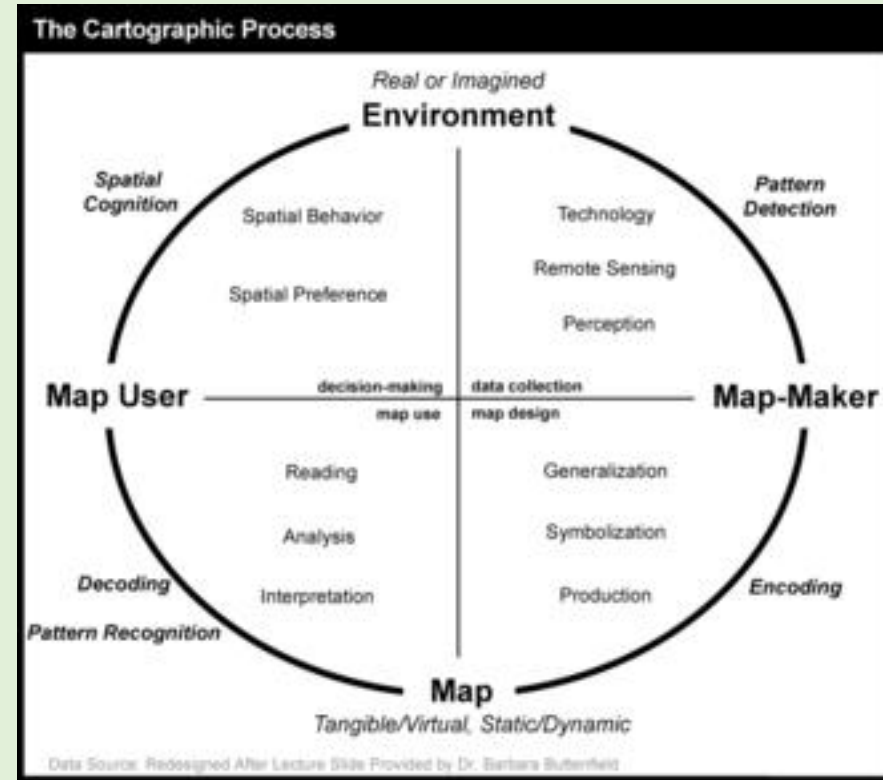 The Cartographic Process
Real or Imagined
Environment
Spatial
Cognition
Pattern
Detection
Spatial Behavior
Spatial Preference
Technology
Remote Sensing
Perception
Map User
decision-making
data collection
Map-Maker
map use
map design
Reading
Analysis
Interpretation
Generalization
Symbolization
Production
Decoding
Pattern Recognition
Encoding
Map
Tangible/Virtual, Static/Dynamic
Data Source: Redesigned After Lecture Slide Provided by Dr. Barbara Buttenfield